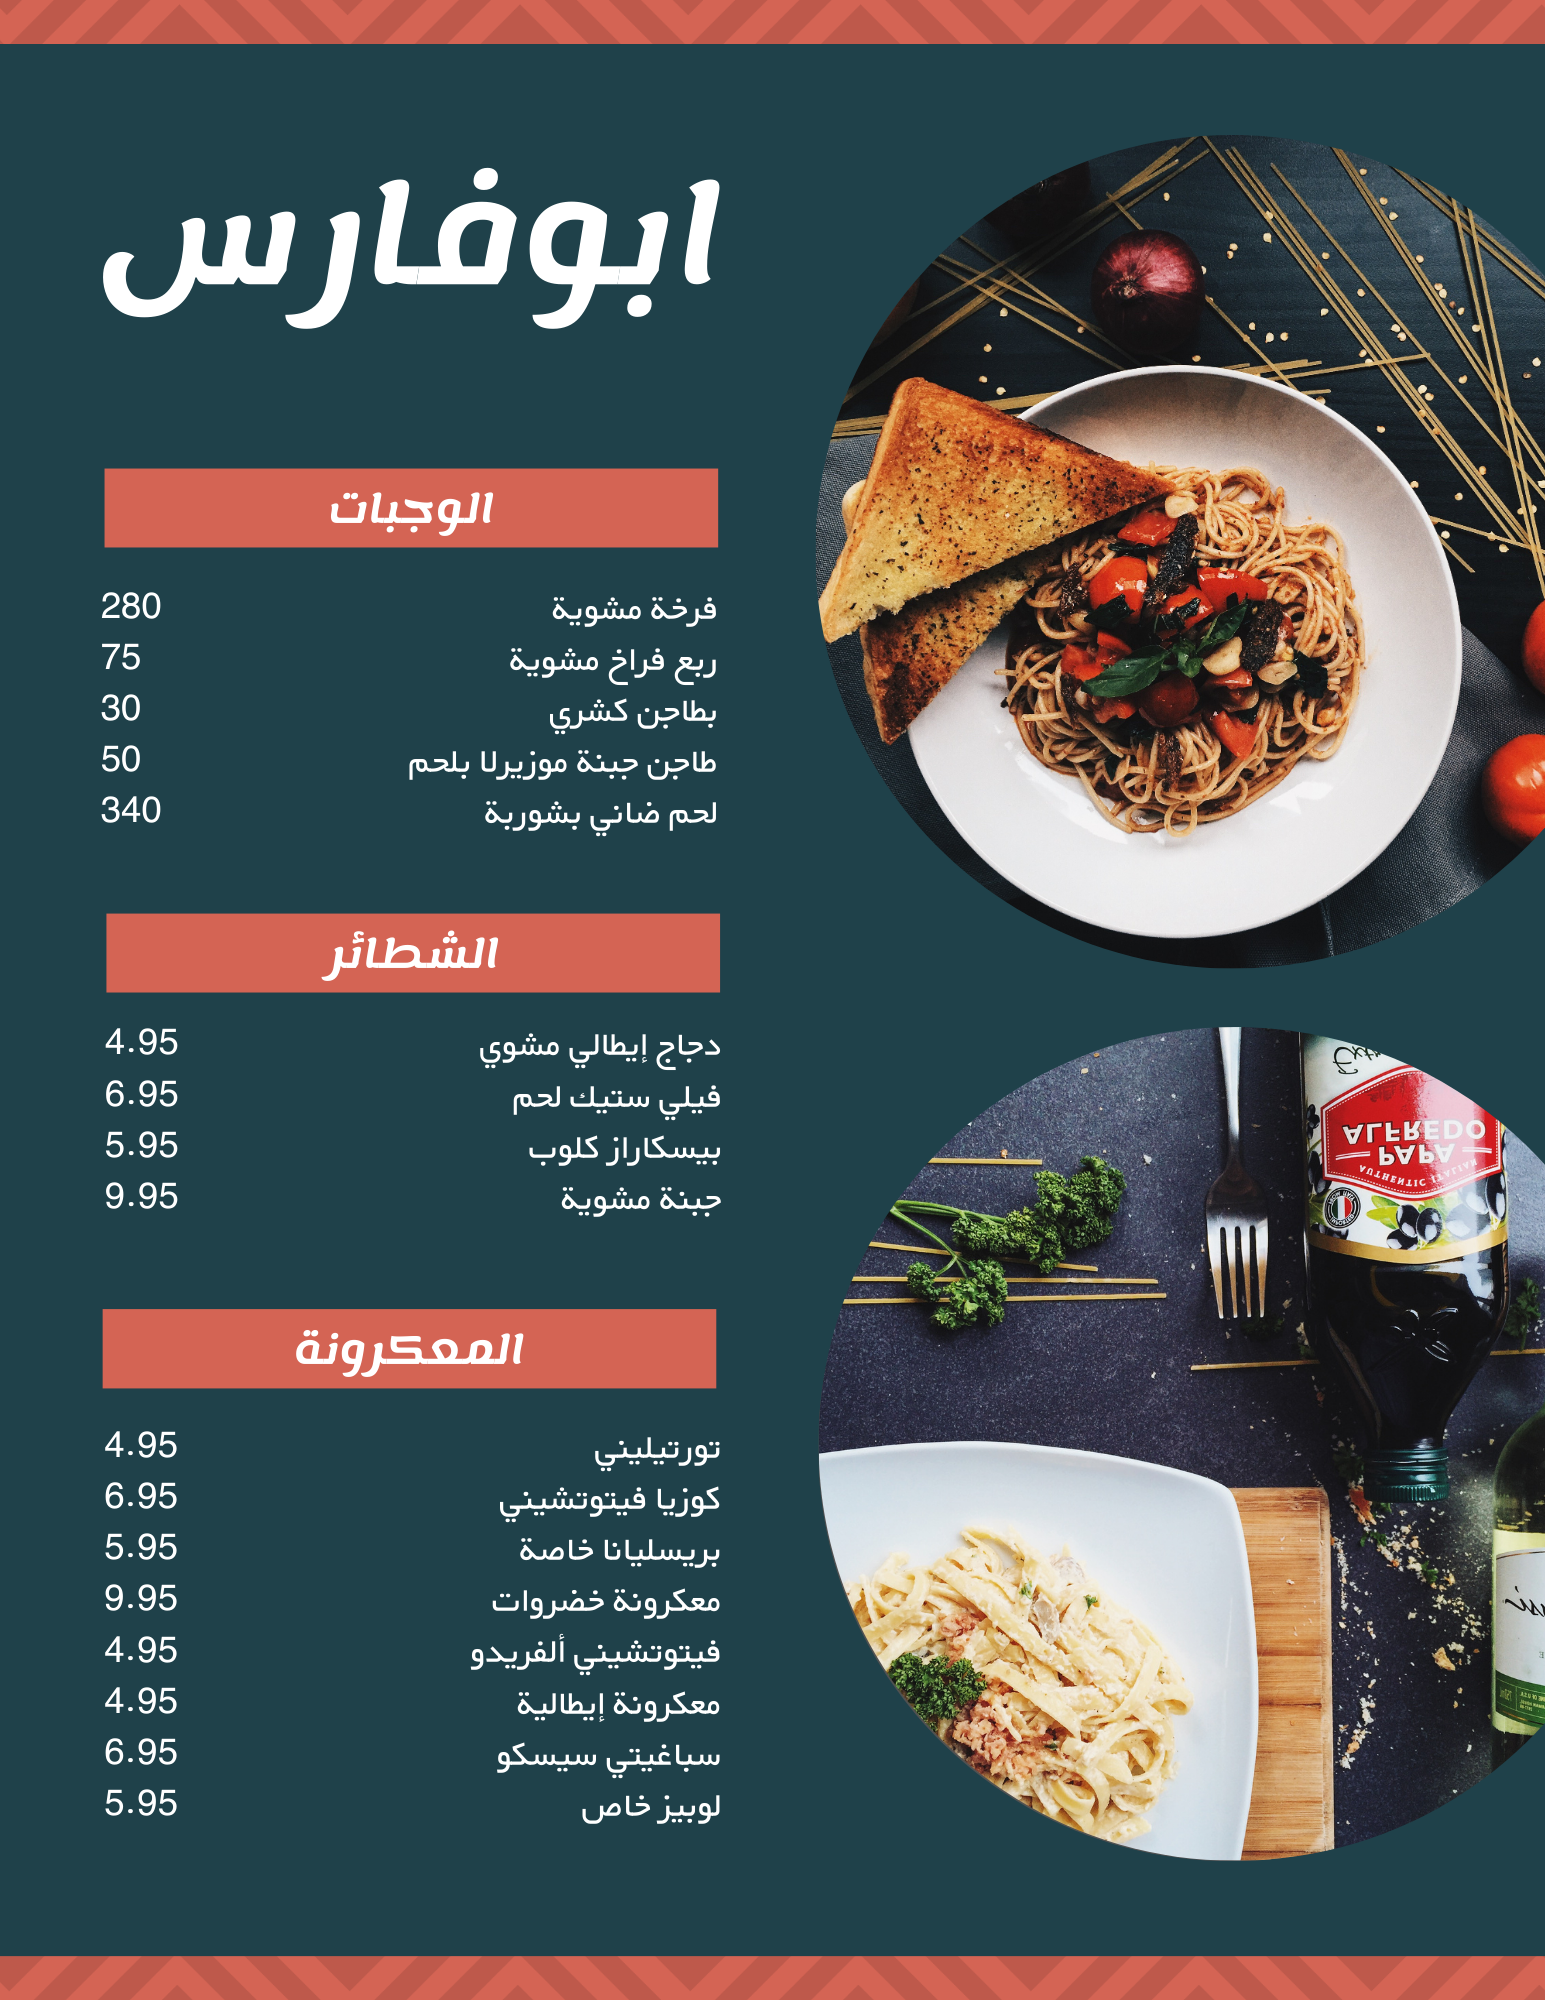 ابوفارس
الوجبات
فرخة مشوية 280
ربع فراخ مشوية 75
بطاجن كشري 30
طاجن جبنة موزيرلا بلحم 50
لحم ضاني بشوربة 340
الشطائر
دجاج إيطالي مشوي 4.95
فيلي ستيك لحم 6.95
بيسكاراز كلوب 5.95
جبنة مشوية 9.95
المعكرونة
تورتيليني 4.95
كوزيا فيتوتشيني 6.95
بريسليانا خاصة 5.95
معكرونة خضروات 9.95
فيتوتشيني ألفريدو 4.95
معكرونة إيطالية 4.95
سباغيتي سيسكو 6.95
لوبيز خاص 5.95
PAPA
ALFREDO
AUTHENTIC ITALIAN